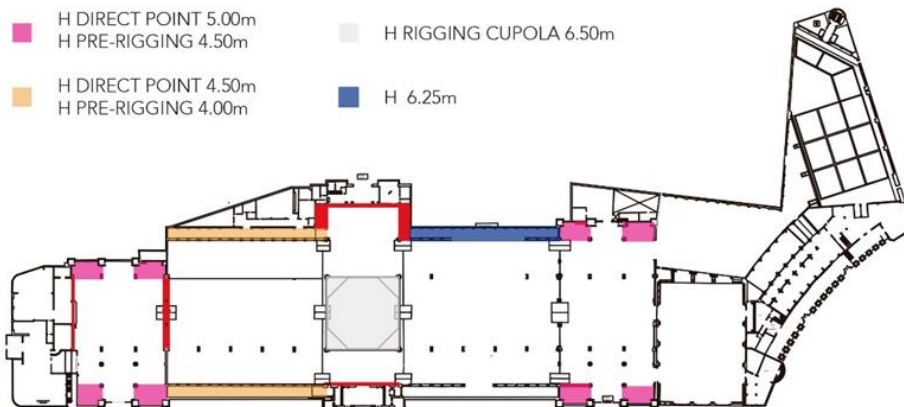 H DIRECT POINT 5.00m
H PRE-RIGGING 4.50m
H RIGGING CUPOLA 6.50m
H DIRECT POINT 4.50m
H PRE-RIGGING 4.00m
H 6.25m